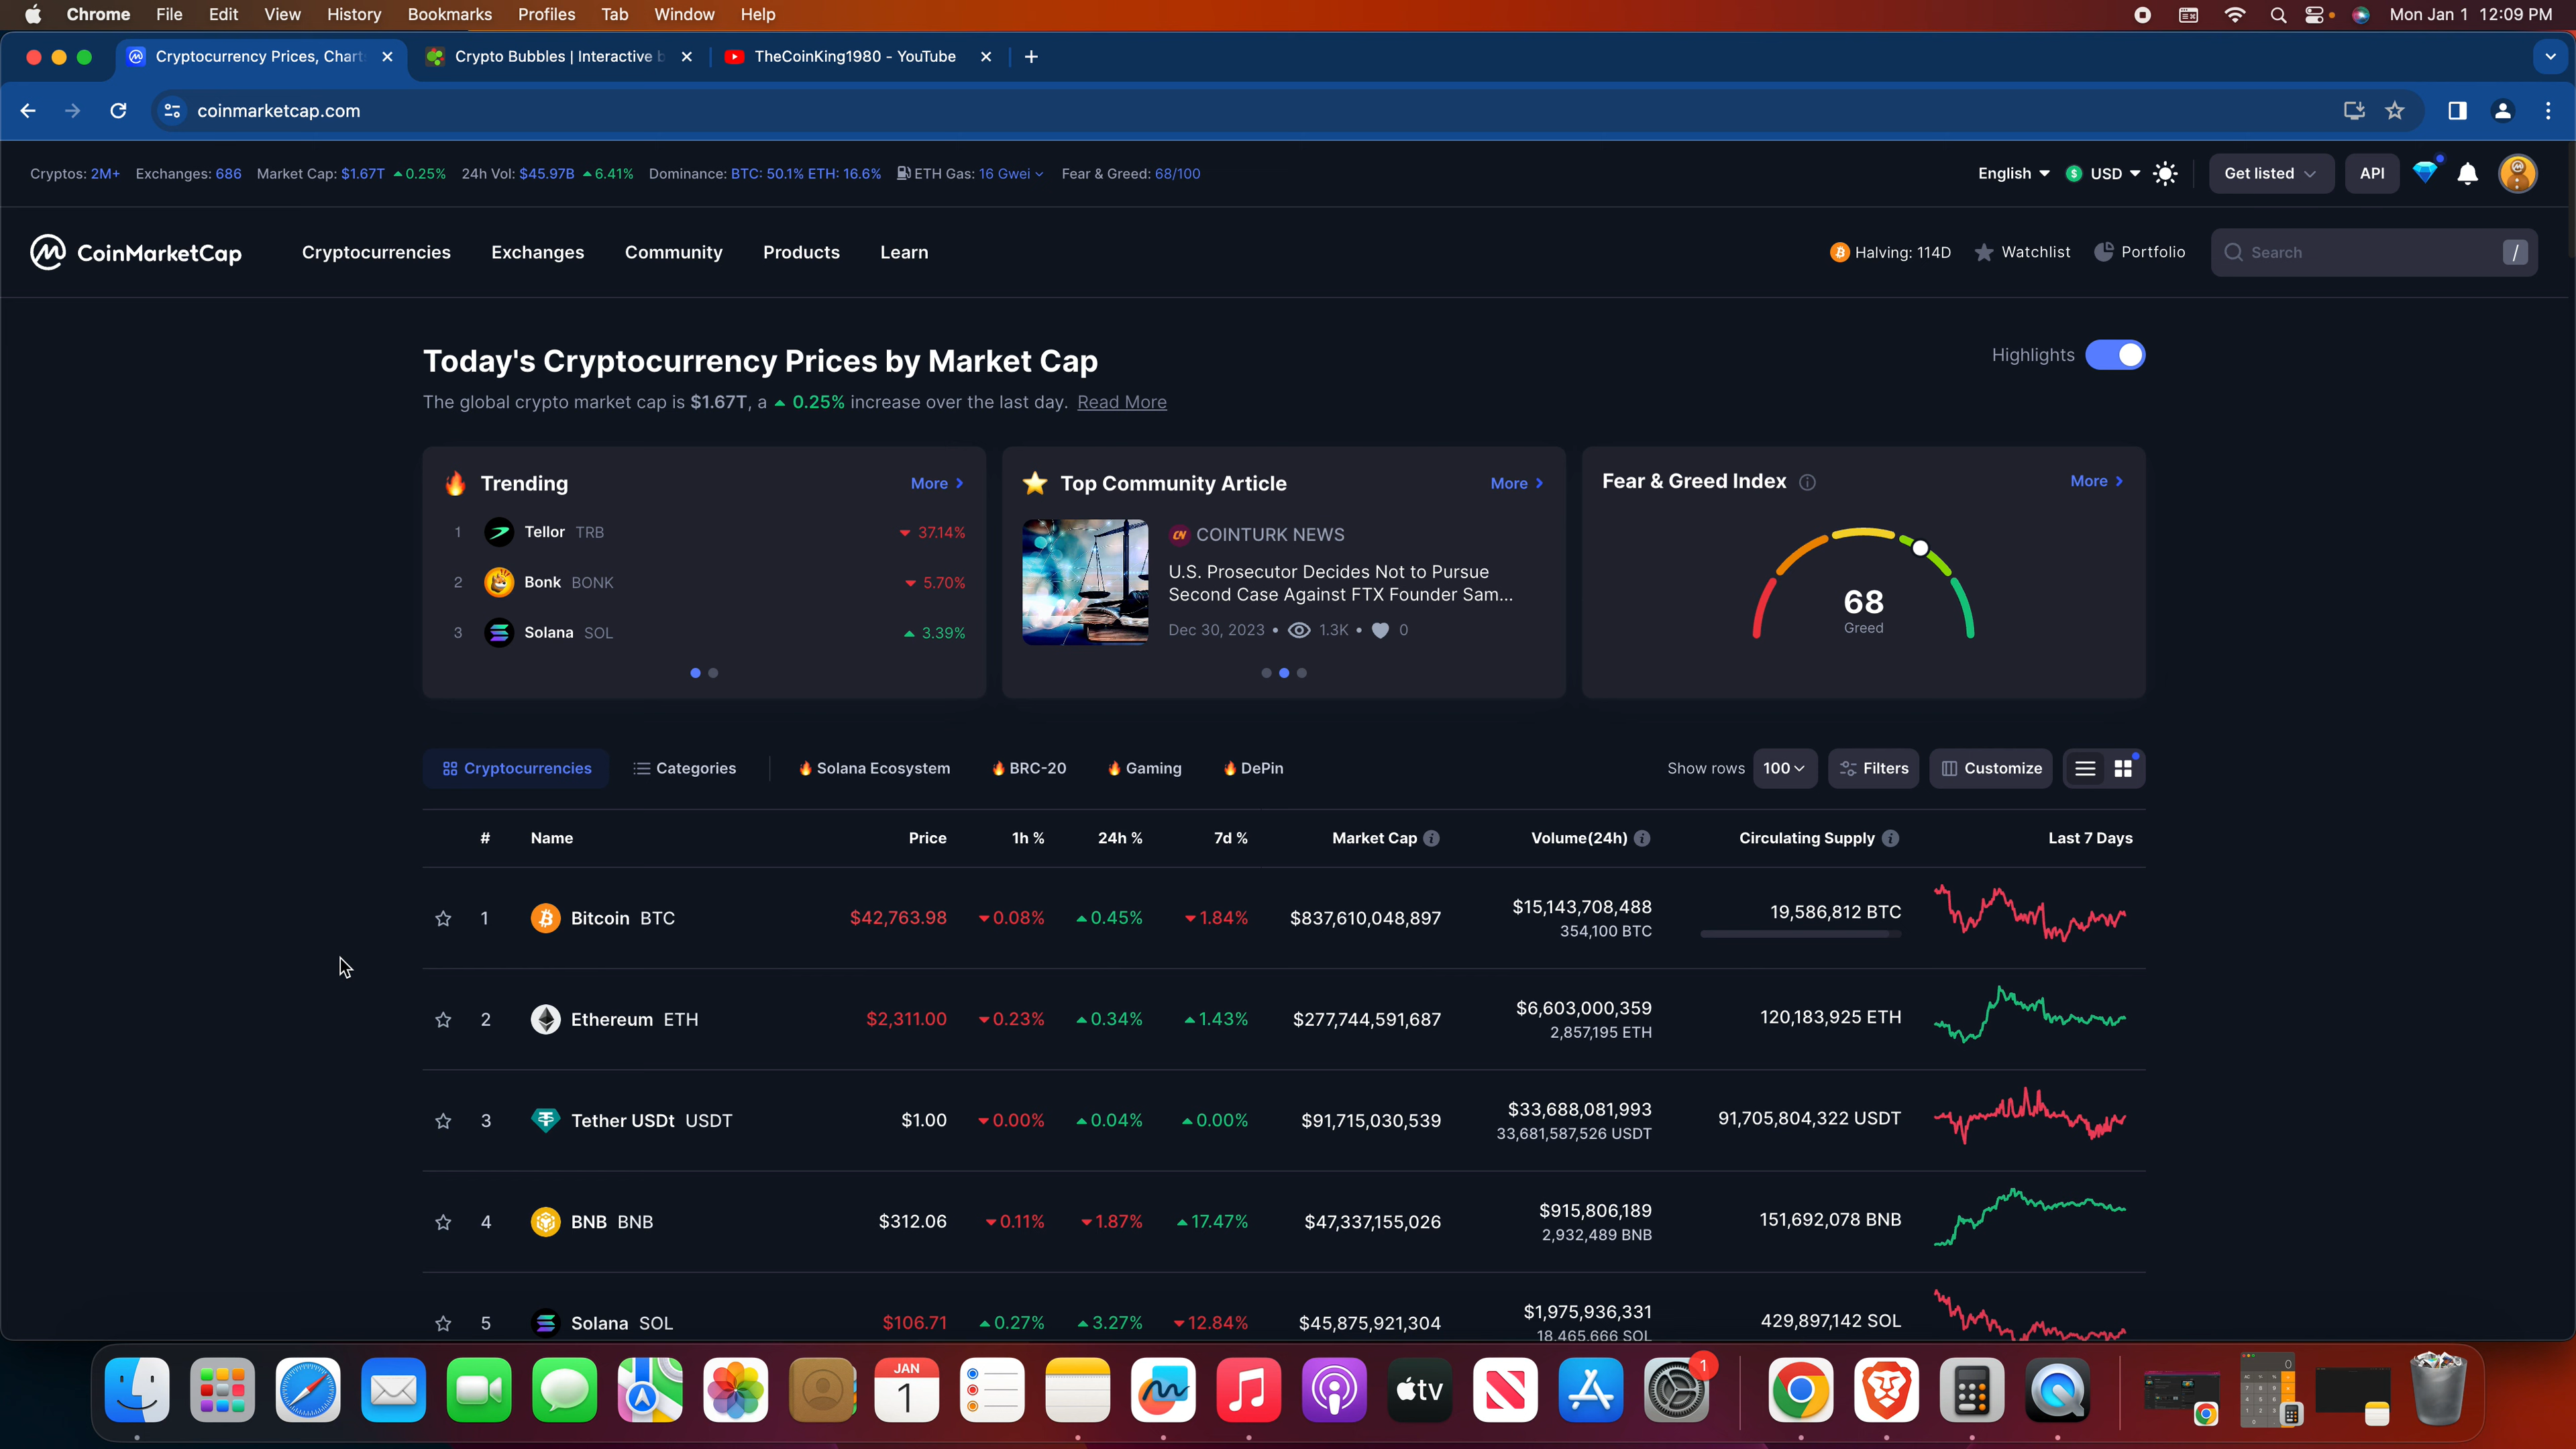 Chrome File Edit View History Bookmarks Profiles Tab Window Help Mon Jan 1 12:09 PM
Cryptocurrency Prices, Chart Crypto Bubbles | Interactive b TheCoinKing1980 - YouTube
coinmarketcap.com
Cryptos: 2M+ Exchanges: 686 Market Cap: $1.67T 0.25% 24h Vol: $45.97B 6.41% Dominance: BTC: 50.1% ETH: 16.6% ETH Gas: 16 Gwei Fear & Greed: 68/100 English USD Get listed API
CoinMarketCap Cryptocurrencies Exchanges Community Products Learn Halving: 114D Watchlist Portfolio Search /
Today's Cryptocurrency Prices by Market Cap Highlights
The global crypto market cap is $1.67T, a 0.25% increase over the last day. Read More
Trending More
1 Tellor TRB 37.14%
2 Bonk BONK 5.70%
3 Solana SOL 3.39%
Top Community Article More
CN COINTURK NEWS
U.S. Prosecutor Decides Not to Pursue
Second Case Against FTX Founder Sam...
Dec 30, 2023 • 1.3K • 0
Fear & Greed Index More
68
Greed
Cryptocurrencies Categories Solana Ecosystem BRC-20 Gaming DePin Show rows 100 Filters Customize
# Name Price 1h % 24h % 7d % Market Cap Volume(24h) Circulating Supply Last 7 Days
1 Bitcoin BTC $42,763.98 0.08% 0.45% 1.84% $837,610,048,897 $15,143,708,488 19,586,812 BTC
354,100 BTC
2 Ethereum ETH $2,311.00 0.23% 0.34% 1.43% $277,744,591,687 $6,603,000,359 120,183,925 ETH
2,857,195 ETH
3 Tether USDt USDT $1.00 0.00% 0.04% 0.00% $91,715,030,539 $33,688,081,993 91,705,804,322 USDT
33,681,587,526 USDT
4 BNB BNB $312.06 0.11% 1.87% 17.47% $47,337,155,026 $915,806,189 151,692,078 BNB
2,932,489 BNB
5 Solana SOL $106.71 0.27% 3.27% 12.84% $45,875,921,304 $1,975,936,331 429,897,142 SOL
18,465,666 SOL
JAN
1
tv
1